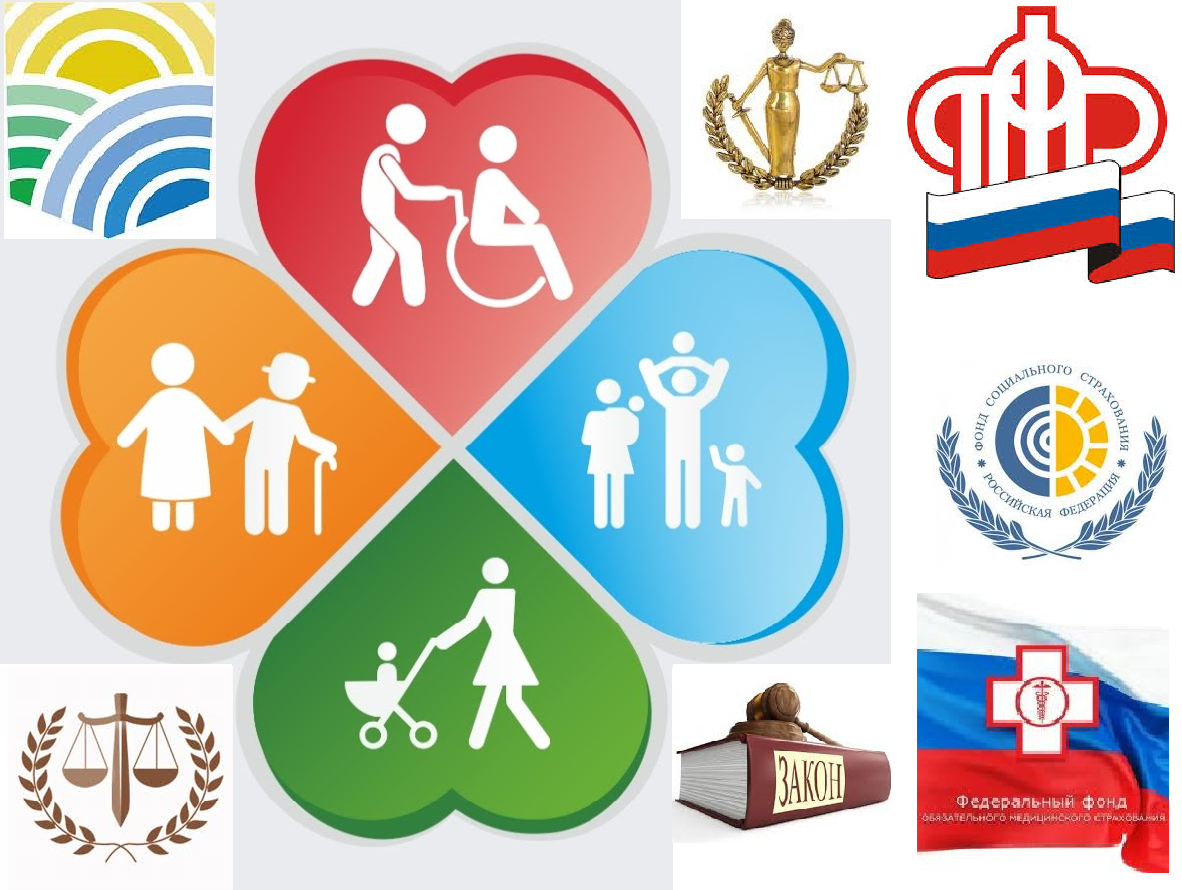 ФОНД СОЦИАЛЬНОГО СТРАХОВАНИЯ
* РОССИЙСКАЯ ФЕДЕРАЦИЯ *
ЗАКОН
Федеральный фонд
ОБЯЗАТЕЛЬНОГО МЕДИЦИНСКОГО СТРАХОВАНИЯ